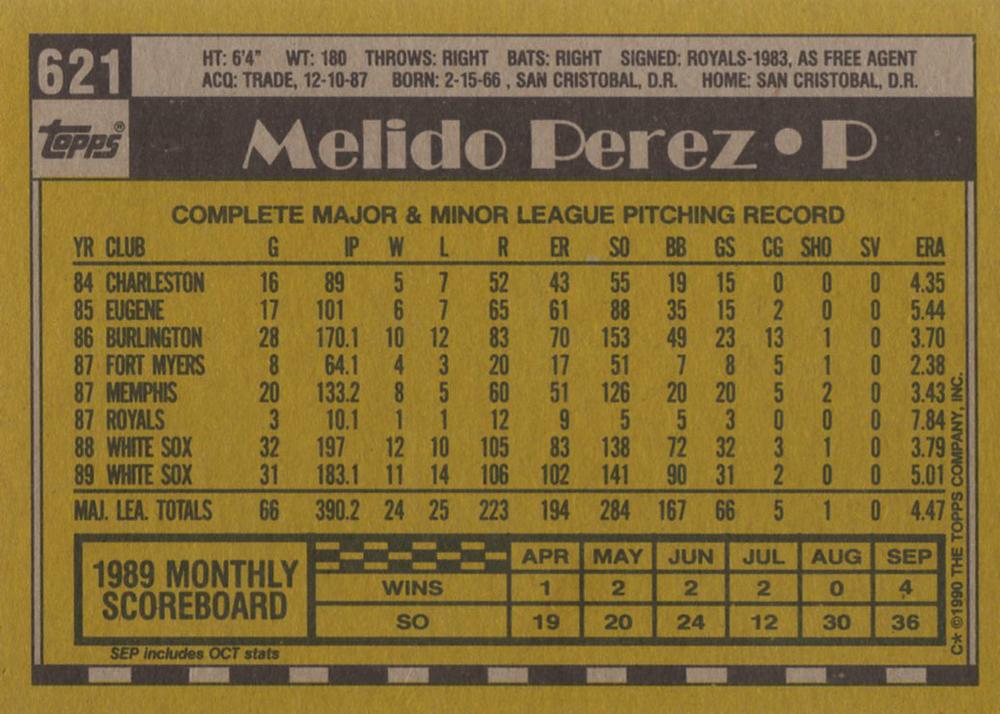 621
HT: 6'4" WT: 180 THROWS: RIGHT BATS: RIGHT SIGNED: ROYALS-1983, AS FREE AGENT
ACQ: TRADE, 12-10-87 BORN: 2-15-66 , SAN CRISTOBAL, D.R. HOME: SAN CRISTOBAL, D.R.
topps®
Melido Perez • P
COMPLETE MAJOR & MINOR LEAGUE PITCHING RECORD
YR CLUB G IP W L R ER SO BB GS CG SHO SV ERA
84 CHARLESTON 16 89 5 7 52 43 55 19 15 0 0 0 4.35
85 EUGENE 17 101 6 7 65 61 88 35 15 2 0 0 5.44
86 BURLINGTON 28 170.1 10 12 83 70 153 49 23 13 1 0 3.70
87 FORT MYERS 8 64.1 4 3 20 17 51 7 8 5 1 0 2.38
87 MEMPHIS 20 133.2 8 5 60 51 126 20 20 5 2 0 3.43
87 ROYALS 3 10.1 1 1 12 9 5 5 3 0 0 0 7.84
88 WHITE SOX 32 197 12 10 105 83 138 72 32 3 1 0 3.79
89 WHITE SOX 31 183.1 11 14 106 102 141 90 31 2 0 0 5.01
MAJ. LEA. TOTALS 66 390.2 24 25 223 194 284 167 66 5 1 0 4.47
1989 MONTHLY
SCOREBOARD
APR MAY JUN JUL AUG SEP
WINS 1 2 2 2 0 4
SO 19 20 24 12 30 36
SEP includes OCT stats
C* ©1990 THE TOPPS COMPANY, INC.